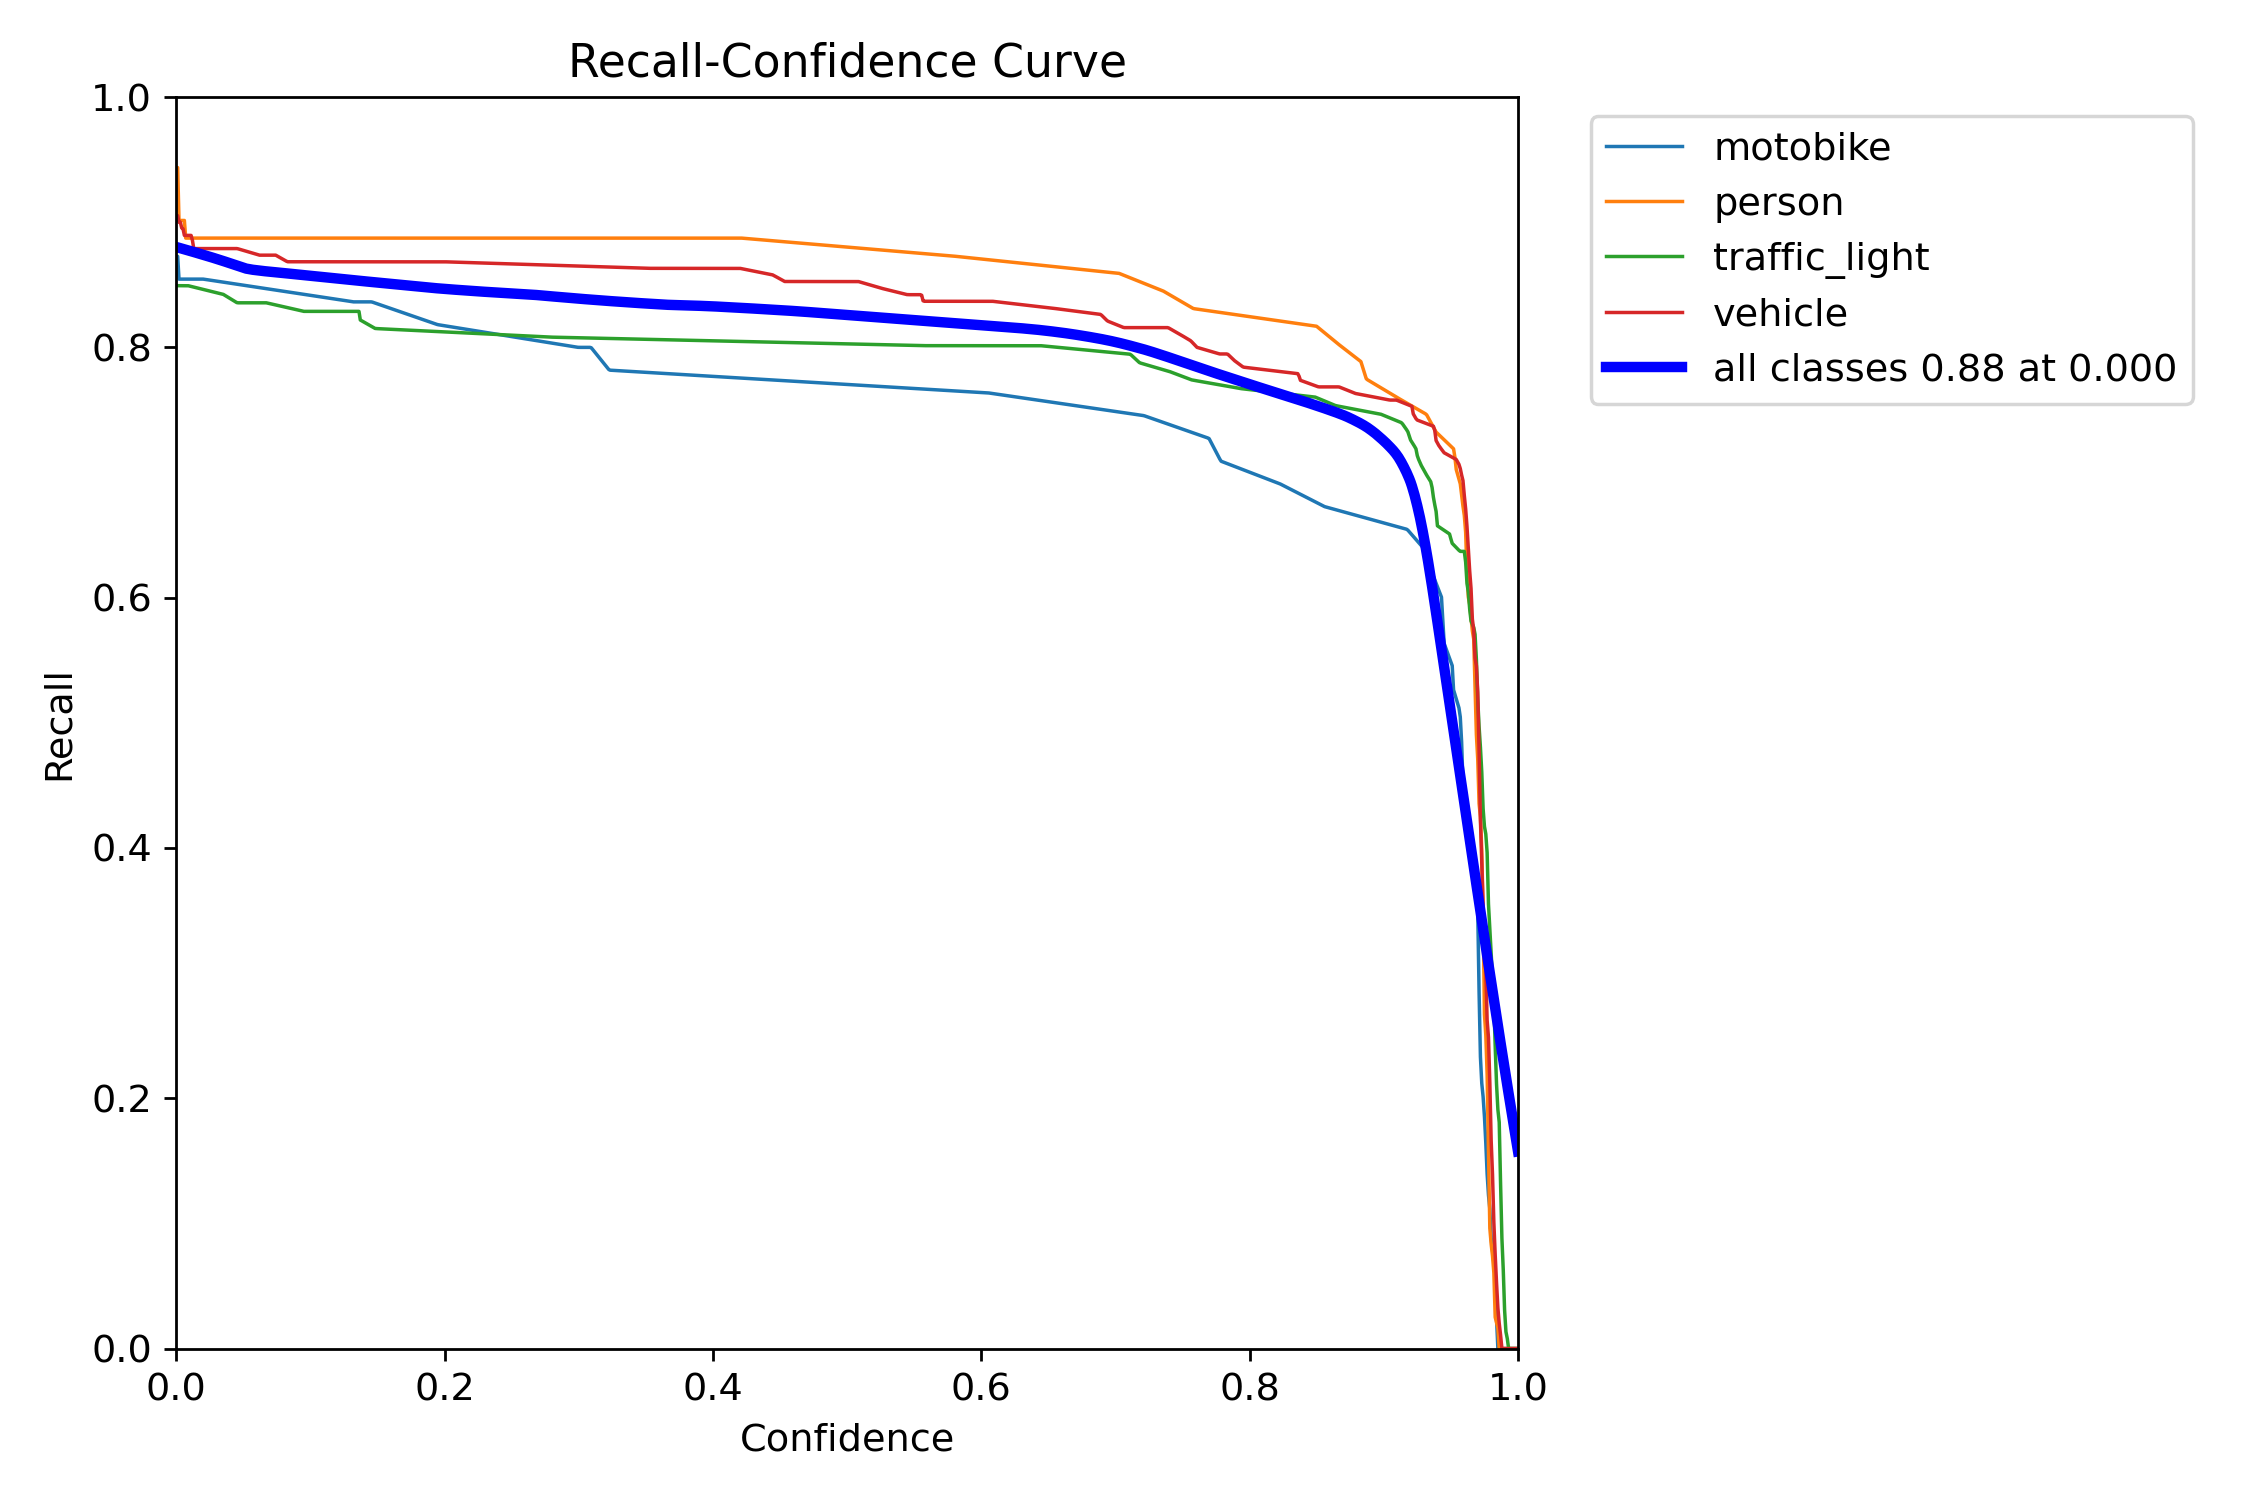 Recall-Confidence Curve
1.0
0.8
0.6
0.4
0.2
0.0
Recall
0.0 0.2 0.4 0.6 0.8 1.0
Confidence
motobike
person
traffic_light
vehicle
all classes 0.88 at 0.000